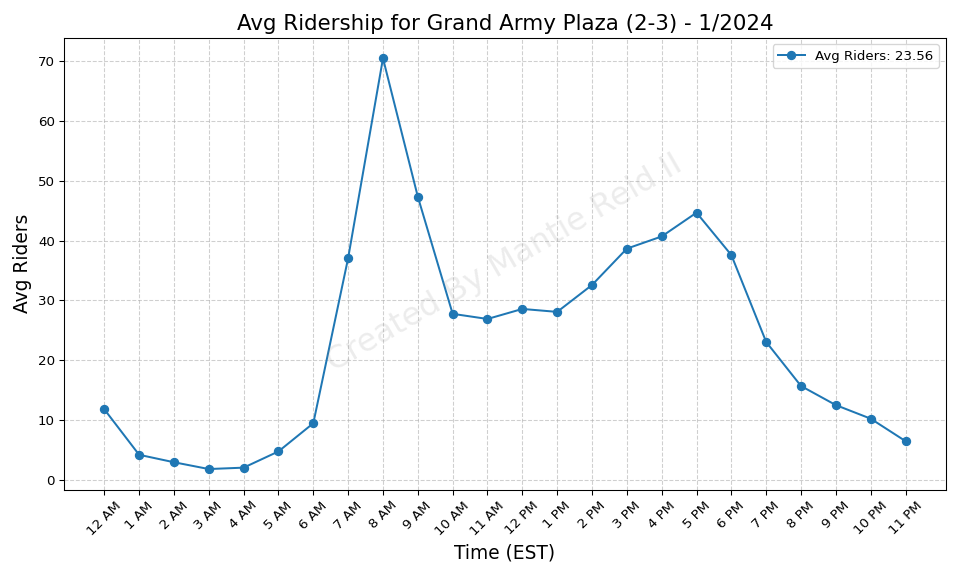 Avg Ridership for Grand Army Plaza (2-3) - 1/2024
Avg Riders: 23.56
Avg Riders
70
60
50
40
30
20
10
0
Created By Mantie Reid II
12 AM
1 AM
2 AM
3 AM
4 AM
5 AM
6 AM
7 AM
8 AM
9 AM
10 AM
11 AM
12 PM
1 PM
2 PM
3 PM
4 PM
5 PM
6 PM
7 PM
8 PM
9 PM
10 PM
11 PM
Time (EST)